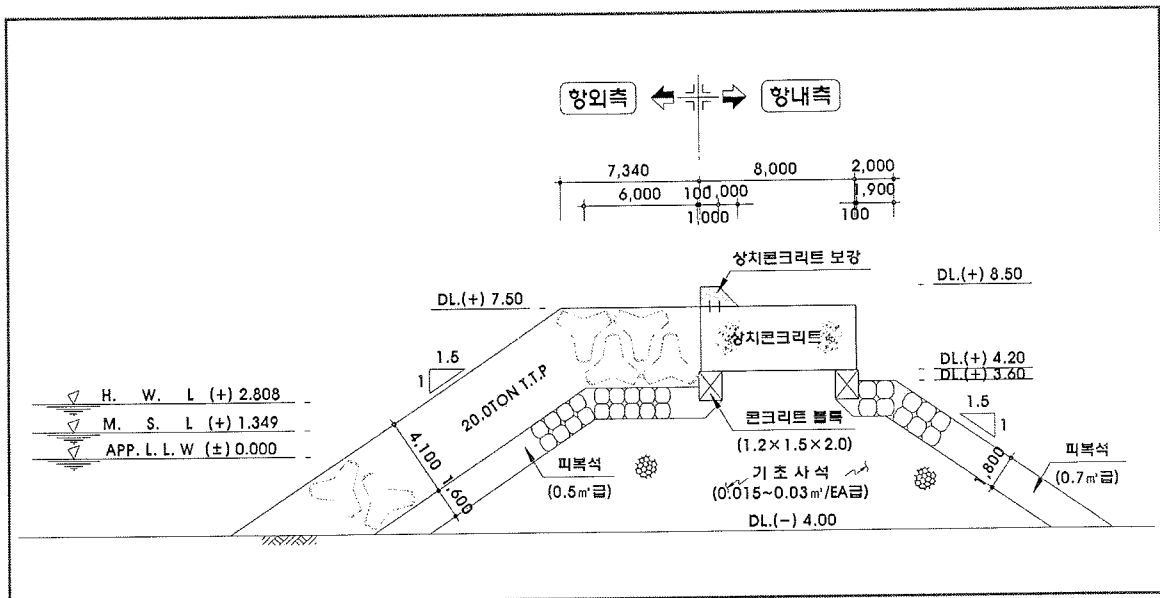 항외측 항내측
7,340 8,000 2,000
6,000 100 1,000 1,900
1,000 100
상치콘크리트 보강
DL.(+) 8.50
DL.(+) 7.50
상치콘크리트
1.5
1
DL.(+) 4.20
DL.(+) 3.60
H. W. L (+) 2.808
M. S. L (+) 1.349
APP. L. L. W (±) 0.000
20.0TON T.T.P
콘크리트 블록
(1.2×1.5×2.0)
1.5
1
4,100
1,600
피복석
(0.5㎥급)
기초사석
(0.015~0.03㎥/EA급)
1,800
피복석
(0.7㎥급)
DL.(-) 4.00